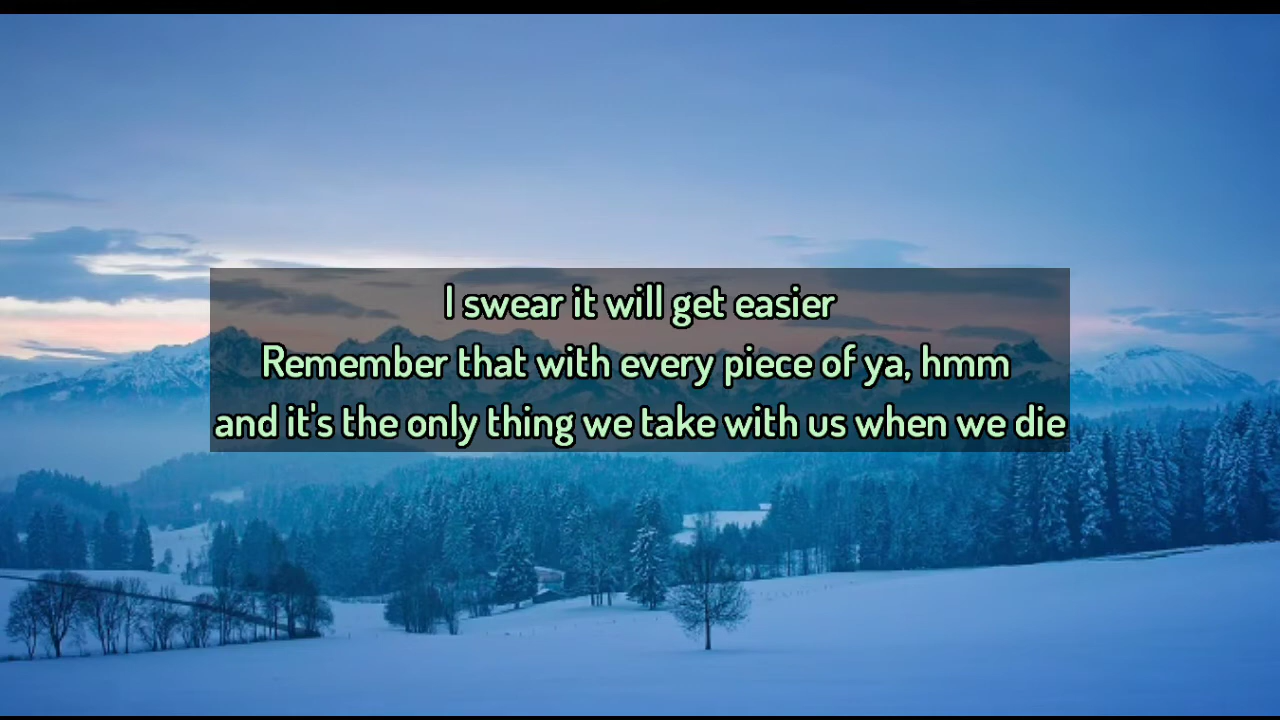 I swear it will get easier
Remember that with every piece of ya, hmm
and it's the only thing we take with us when we die